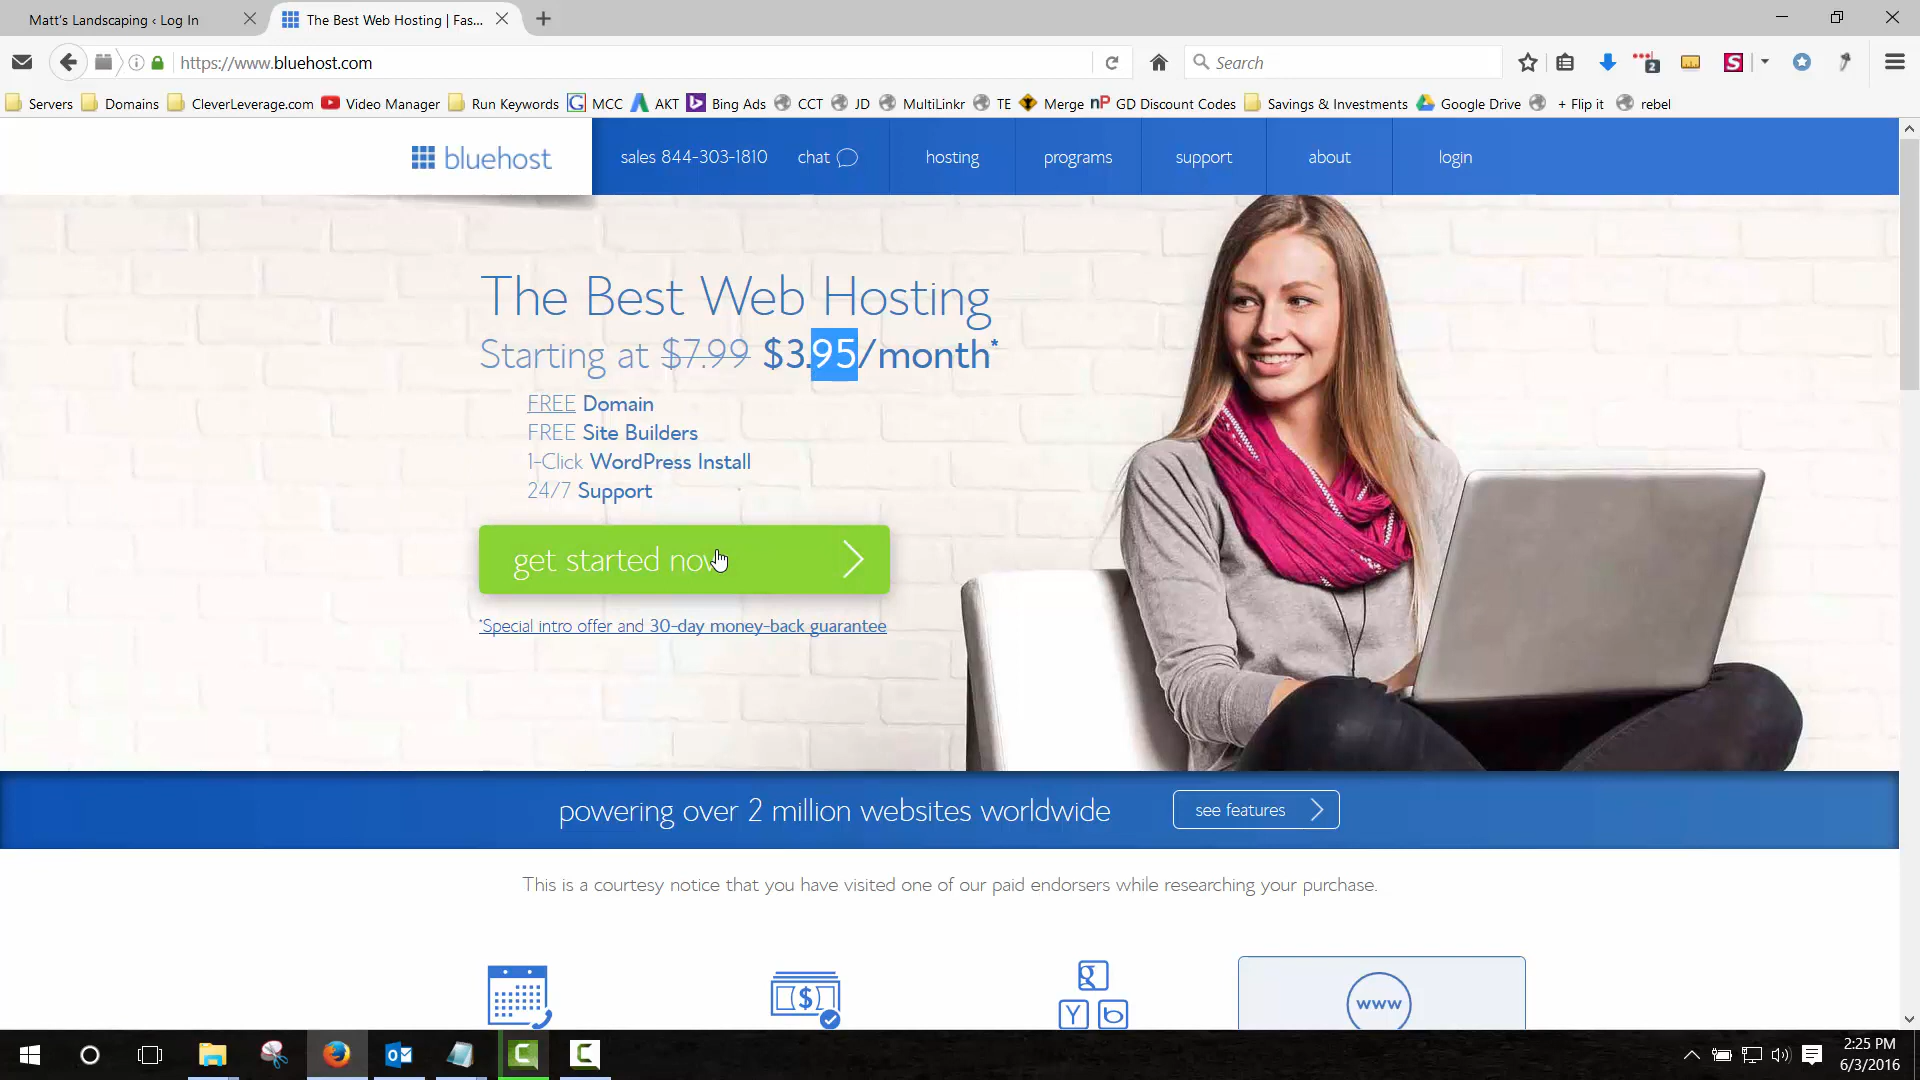 Matt's Landscaping ‹ Log In
The Best Web Hosting | Fas...
https://www.bluehost.com
Search
2
S
Servers
Domains
CleverLeverage.com
Video Manager
Run Keywords
G MCC
AKT
Bing Ads
CCT
JD
MultiLinkr
TE
Merge
nP GD Discount Codes
Savings & Investments
Google Drive
+ Flip it
rebel
bluehost
sales 844-303-1810
chat
hosting
programs
support
about
login
The Best Web Hosting
Starting at $7.99 $3.95/month*
FREE Domain
FREE Site Builders
1-Click WordPress Install
24/7 Support
get started now
*Special intro offer and 30-day money-back guarantee
powering over 2 million websites worldwide
see features
This is a courtesy notice that you have visited one of our paid endorsers while researching your purchase.
$
g
Y b
www
2:25 PM
6/3/2016